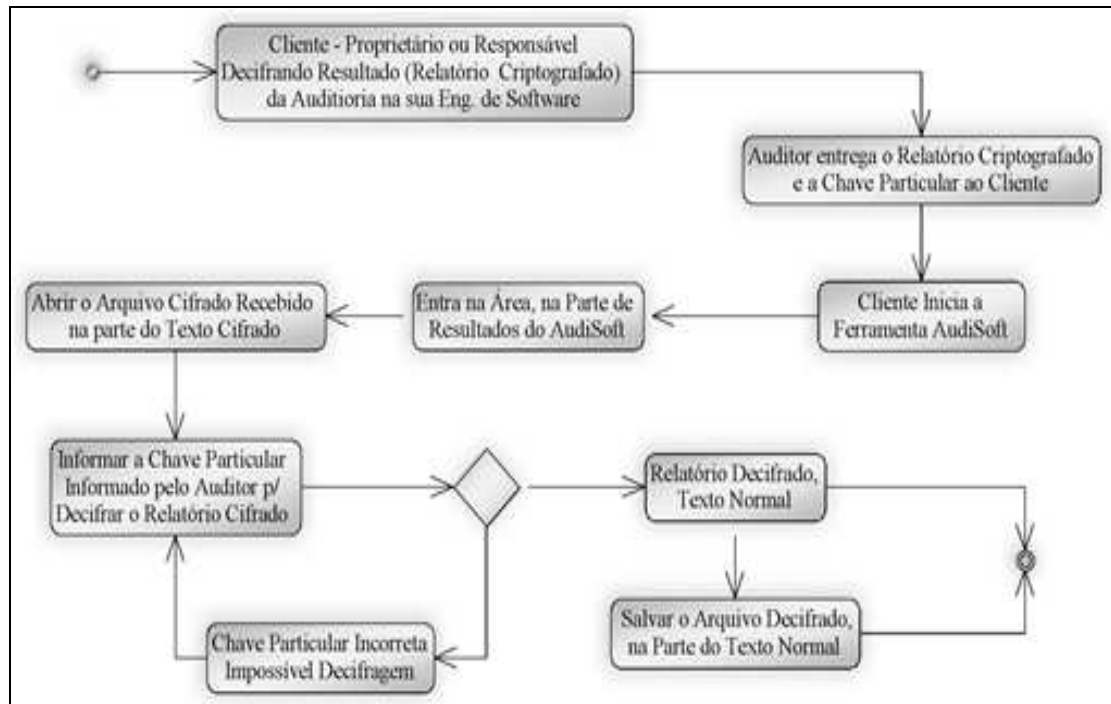 Cliente - Proprietário ou Responsável
Decifrando Resultado (Relatório Criptografado)
da Auditioria na sua Eng. de Software
Auditor entrega o Relatório Criptografado
e a Chave Particular ao Cliente
Cliente Inicia a
Ferramenta AudiSoft
Entra na Área, na Parte de
Resultados do AudiSoft
Abrir o Arquivo Cifrado Recebido
na parte do Texto Cifrado
Informar a Chave Particular
Informado pelo Auditor p/
Decifrar o Relatório Cifrado
Chave Particular Incorreta
Impossível Decifragem
Relatório Decifrado,
Texto Normal
Salvar o Arquivo Decifrado,
na Parte do Texto Normal